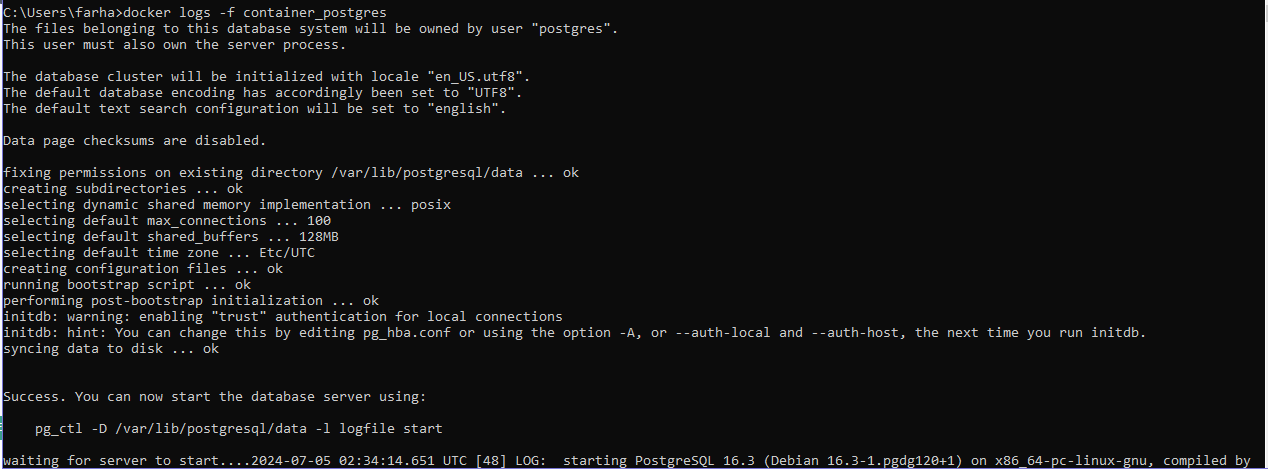 C:\Users\farha>docker logs -f container_postgres
The files belonging to this database system will be owned by user "postgres".
This user must also own the server process.
The database cluster will be initialized with locale "en_US.utf8".
The default database encoding has accordingly been set to "UTF8".
The default text search configuration will be set to "english".
Data page checksums are disabled.
fixing permissions on existing directory /var/lib/postgresql/data ... ok
creating subdirectories ... ok
selecting dynamic shared memory implementation ... posix
selecting default max_connections ... 100
selecting default shared_buffers ... 128MB
selecting default time zone ... Etc/UTC
creating configuration files ... ok
running bootstrap script ... ok
performing post-bootstrap initialization ... ok
initdb: warning: enabling "trust" authentication for local connections
initdb: hint: You can change this by editing pg_hba.conf or using the option -A, or --auth-local and --auth-host, the next time you run initdb.
syncing data to disk ... ok
Success. You can now start the database server using:
pg_ctl -D /var/lib/postgresql/data -l logfile start
waiting for server to start....2024-07-05 02:34:14.651 UTC [48] LOG:  starting PostgreSQL 16.3 (Debian 16.3-1.pgdg120+1) on x86_64-pc-linux-gnu, compiled by